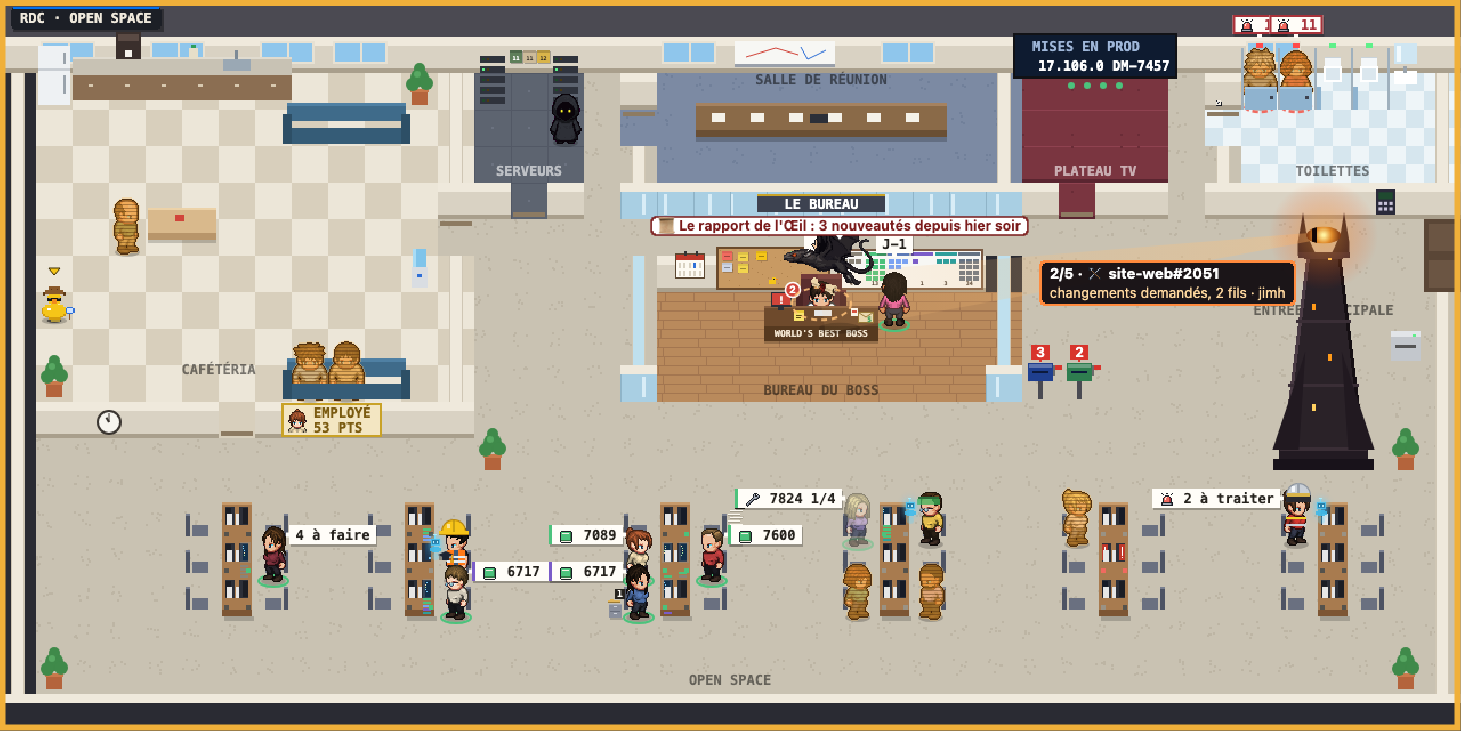 RDC · OPEN SPACE
11
MISES EN PROD
17.106.0 DM-7457
SALLE DE RÉUNION
SERVEURS
PLATEAU TV
TOILETTES
LE BUREAU
Le rapport de l'Œil : 3 nouveautés depuis hier soir
J-1
2/5 · ⚔ site-web#2051
changements demandés, 2 fils · jimh
2
WORLD'S BEST BOSS
CAFÉTÉRIA
BUREAU DU BOSS
3
2
EMPLOYÉ
53 PTS
7824 1/4
2 à traiter
4 à faire
7089
7600
6717
6717
1
OPEN SPACE